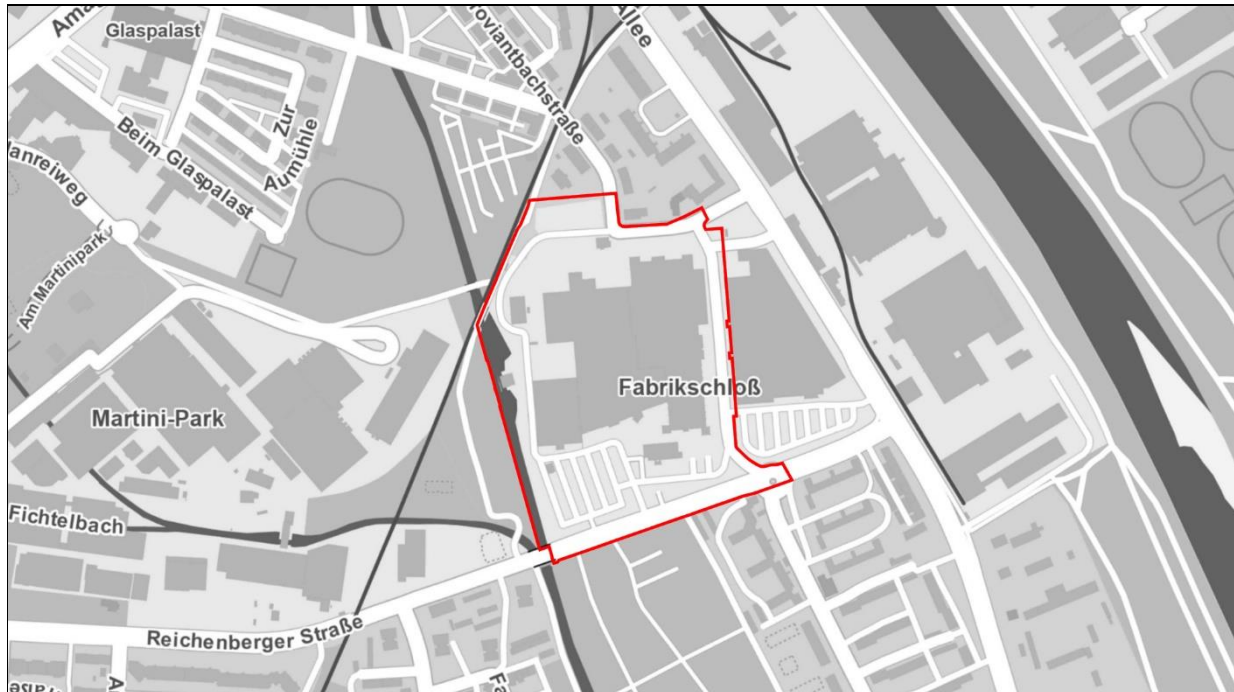 Glaspalast
Allee
Proviantbachstraße
Zur
Aumühle
Beim Glaspalast
Am Martinipark
Martini-Park
Fabrikschloß
Fichtelbach
Reichenberger Straße